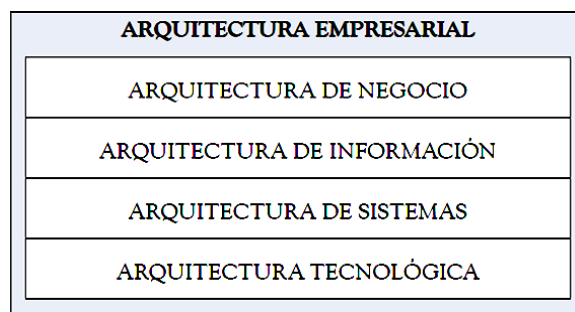 ARQUITECTURA EMPRESARIAL
ARQUITECTURA DE NEGOCIO
ARQUITECTURA DE INFORMACIÓN
ARQUITECTURA DE SISTEMAS
ARQUITECTURA TECNOLÓGICA